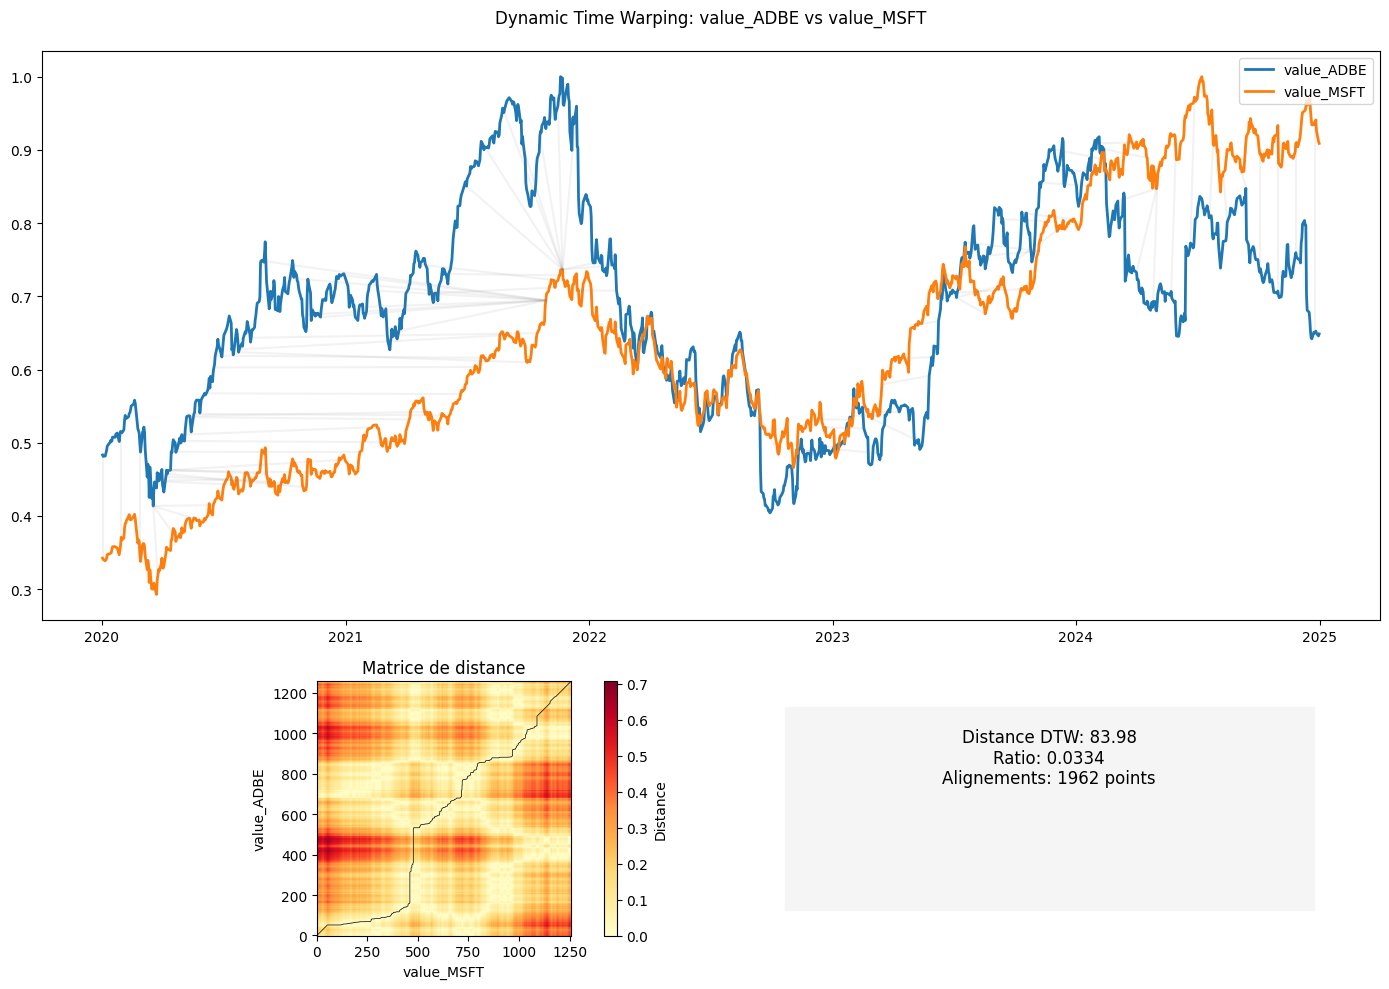 Dynamic Time Warping: value_ADBE vs value_MSFT
value_ADBE
value_MSFT
1.0
0.9
0.8
0.7
0.6
0.5
0.4
0.3
2020 2021 2022 2023 2024 2025
Matrice de distance
value_ADBE
1200
1000
800
600
400
200
0
0 250 500 750 1000 1250
value_MSFT
0.7
0.6
0.5
0.4
0.3
0.2
0.1
0.0
Distance
Distance DTW: 83.98
Ratio: 0.0334
Alignements: 1962 points